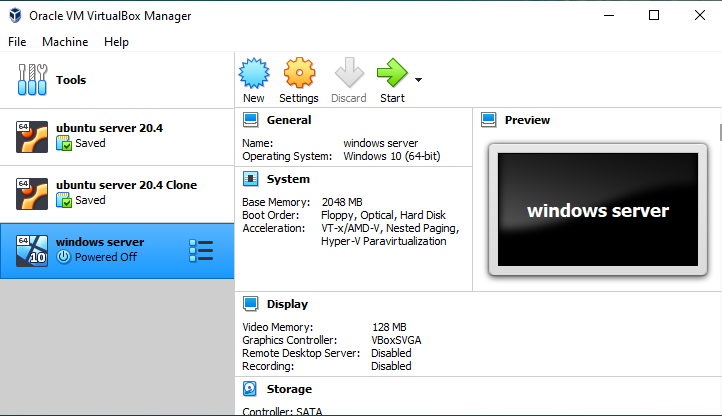 Oracle VM VirtualBox Manager
File Machine Help
Tools
New Settings Discard Start
64
ubuntu server 20.4
Saved
64
ubuntu server 20.4 Clone
Saved
64
10
windows server
Powered Off
General
Name: windows server
Operating System: Windows 10 (64-bit)
System
Base Memory: 2048 MB
Boot Order: Floppy, Optical, Hard Disk
Acceleration: VT-x/AMD-V, Nested Paging,
Hyper-V Paravirtualization
Preview
windows server
Display
Video Memory: 128 MB
Graphics Controller: VBoxSVGA
Remote Desktop Server: Disabled
Recording: Disabled
Storage
Controller: SATA